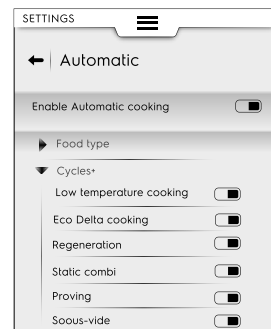 SETTINGS
Automatic
Enable Automatic cooking
Food type
Cycles+
Low temperature cooking
Eco Delta cooking
Regeneration
Static combi
Proving
Soous-vide